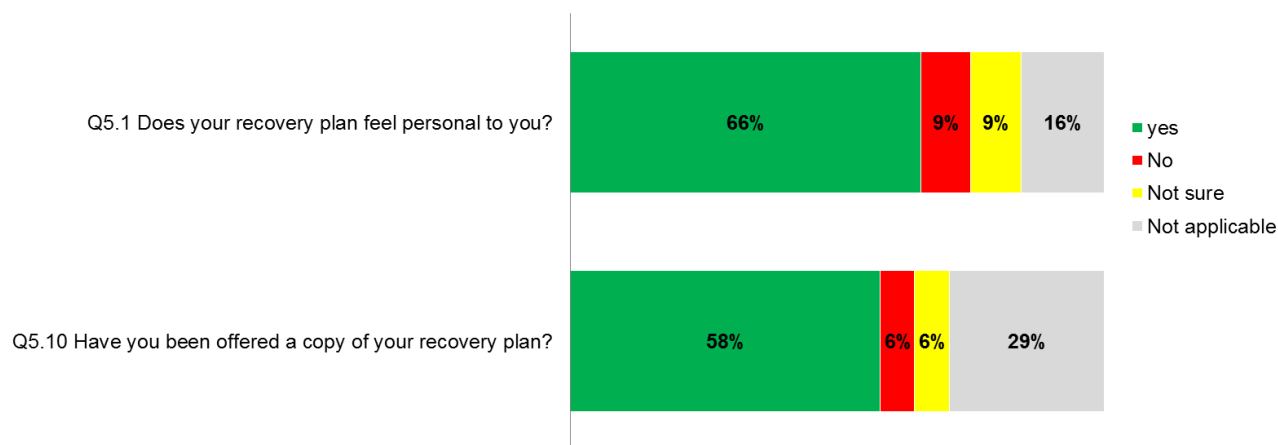 Q5.1 Does your recovery plan feel personal to you?
66%
9%
9%
16%
yes
No
Not sure
Not applicable
Q5.10 Have you been offered a copy of your recovery plan?
58%
6%
6%
29%